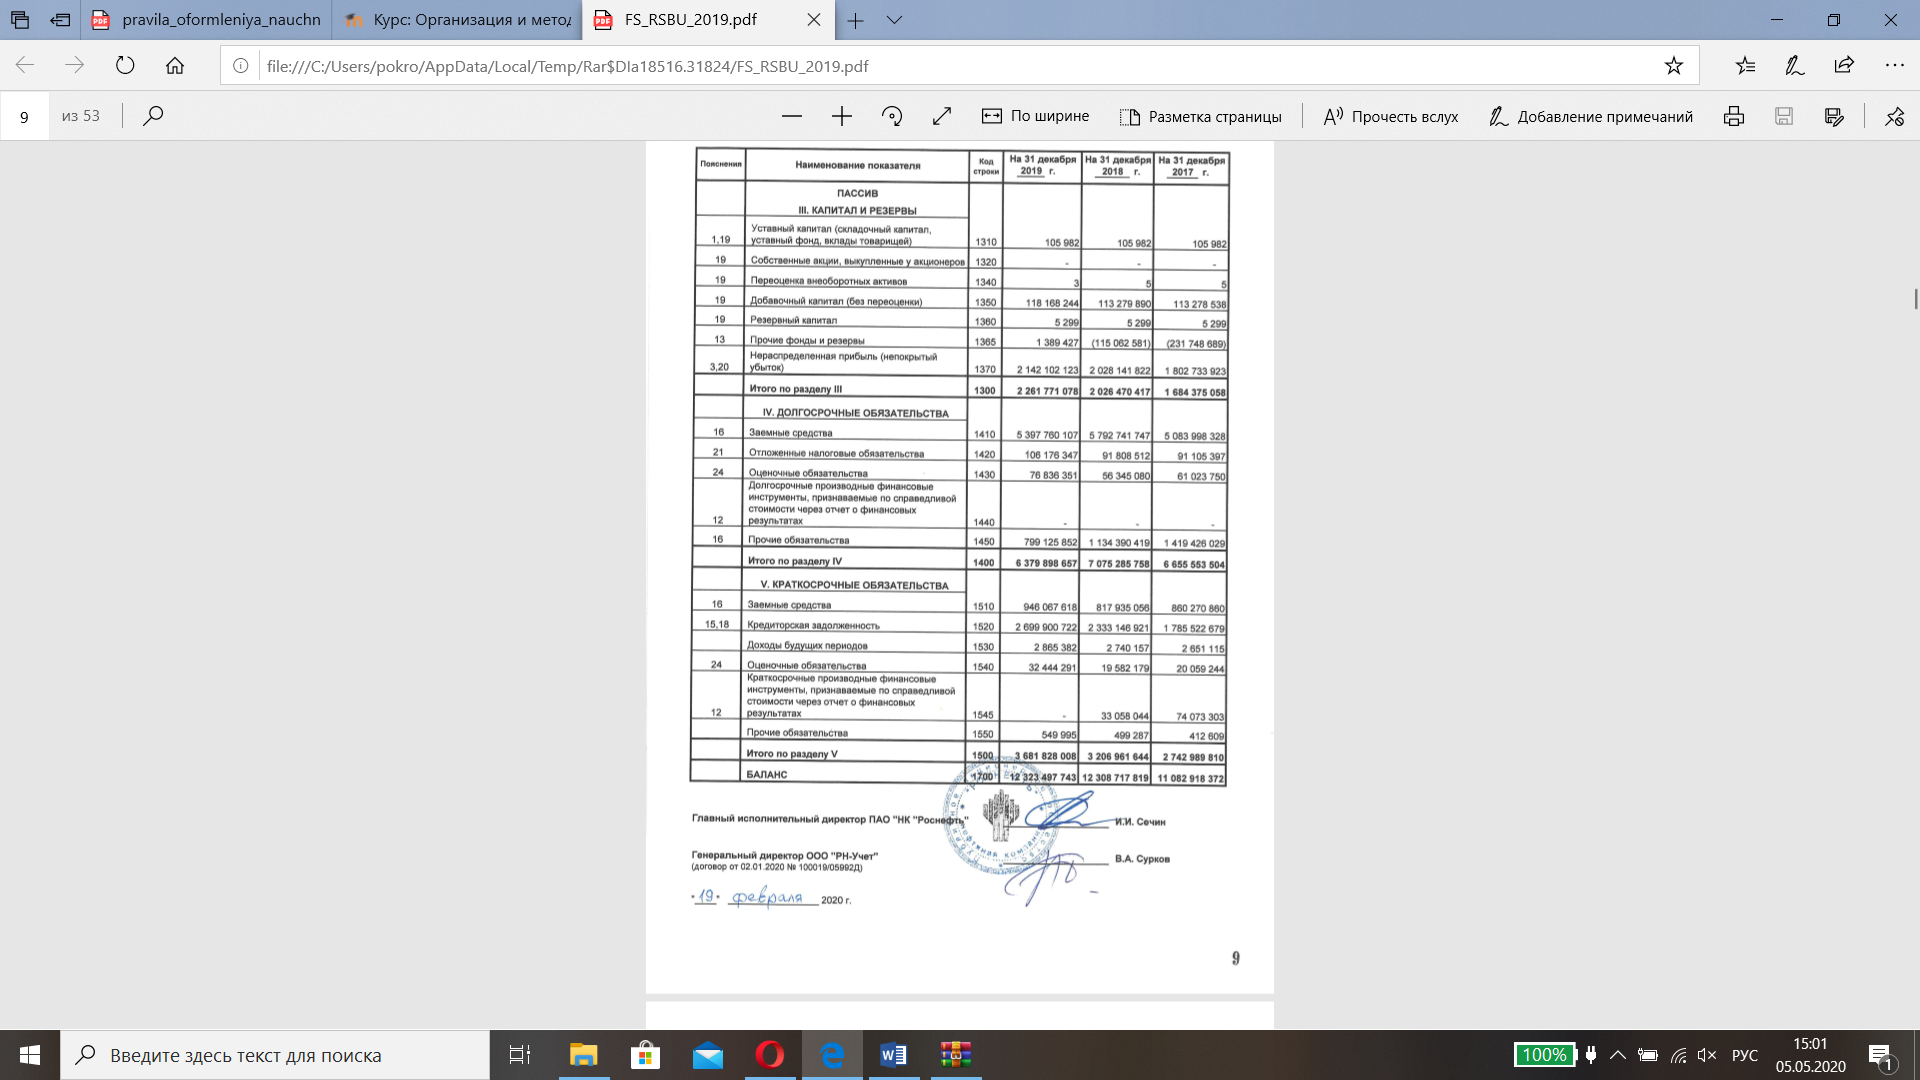 pravila_oformleniya_nauchn
Курс: Организация и метод
FS_RSBU_2019.pdf
file:///C:/Users/pokro/AppData/Local/Temp/Rar$DIa18516.31824/FS_RSBU_2019.pdf
9 из 53
По ширине
Разметка страницы
Прочесть вслух
Добавление примечаний
Пояснения Наименование показателя Код строки На 31 декабря 2019 г. На 31 декабря 2018 г. На 31 декабря 2017 г.
ПАССИВ
III. КАПИТАЛ И РЕЗЕРВЫ
Уставный капитал (складочный капитал,
1,19 уставный фонд, вклады товарищей) 1310 105 982 105 982 105 982
19 Собственные акции, выкупленные у акционеров 1320 - - -
19 Переоценка внеоборотных активов 1340 3 5 5
19 Добавочный капитал (без переоценки) 1350 118 168 244 113 279 890 113 278 538
19 Резервный капитал 1360 5 299 5 299 5 299
13 Прочие фонды и резервы 1365 1 389 427 (115 062 581) (231 748 689)
Нераспределенная прибыль (непокрытый
3,20 убыток) 1370 2 142 102 123 2 028 141 822 1 802 733 923
Итого по разделу III 1300 2 261 771 078 2 026 470 417 1 684 375 058
IV. ДОЛГОСРОЧНЫЕ ОБЯЗАТЕЛЬСТВА
16 Заемные средства 1410 5 397 760 107 5 792 741 747 5 083 998 328
21 Отложенные налоговые обязательства 1420 106 176 347 91 808 512 91 105 397
24 Оценочные обязательства 1430 76 836 351 56 345 080 61 023 750
Долгосрочные производные финансовые
инструменты, признаваемые по справедливой
стоимости через отчет о финансовых
12 результатах 1440 - - -
16 Прочие обязательства 1450 799 125 852 1 134 390 419 1 419 426 029
Итого по разделу IV 1400 6 379 898 657 7 075 285 758 6 655 553 504
V. КРАТКОСРОЧНЫЕ ОБЯЗАТЕЛЬСТВА
16 Заемные средства 1510 946 067 618 817 935 056 860 270 860
15,18 Кредиторская задолженность 1520 2 699 900 722 2 333 146 921 1 785 522 679
Доходы будущих периодов 1530 2 865 382 2 740 157 2 651 115
24 Оценочные обязательства 1540 32 444 291 19 582 179 20 059 244
Краткосрочные производные финансовые
инструменты, признаваемые по справедливой
стоимости через отчет о финансовых
12 результатах 1545 - 33 058 044 74 073 303
Прочие обязательства 1550 549 995 499 287 412 609
Итого по разделу V 1500 3 681 828 008 3 206 961 644 2 742 989 810
БАЛАНС 1700 12 323 497 743 12 308 717 819 11 082 918 372
Главный исполнительный директор ПАО "НК "Роснефть" И.И. Сечин
Генеральный директор ООО "РН-Учет" В.А. Сурков
(договор от 02.01.2020 № 100019/05992Д)
"19" февраля 2020 г.
9
Введите здесь текст для поиска
100%
РУС
15:01
05.05.2020
1